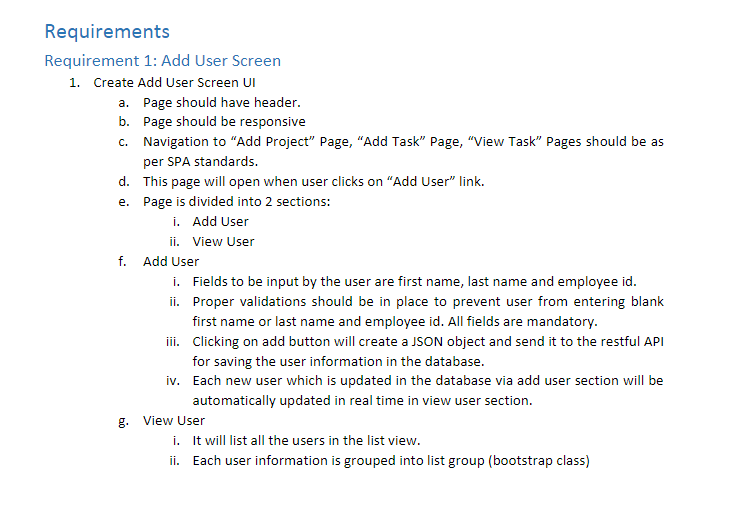 Requirements
Requirement 1: Add User Screen
1. Create Add User Screen UI
a. Page should have header.
b. Page should be responsive
c. Navigation to “Add Project” Page, “Add Task” Page, “View Task” Pages should be as
per SPA standards.
d. This page will open when user clicks on “Add User” link.
e. Page is divided into 2 sections:
i. Add User
ii. View User
f. Add User
i. Fields to be input by the user are first name, last name and employee id.
ii. Proper validations should be in place to prevent user from entering blank
first name or last name and employee id. All fields are mandatory.
iii. Clicking on add button will create a JSON object and send it to the restful API
for saving the user information in the database.
iv. Each new user which is updated in the database via add user section will be
automatically updated in real time in view user section.
g. View User
i. It will list all the users in the list view.
ii. Each user information is grouped into list group (bootstrap class)